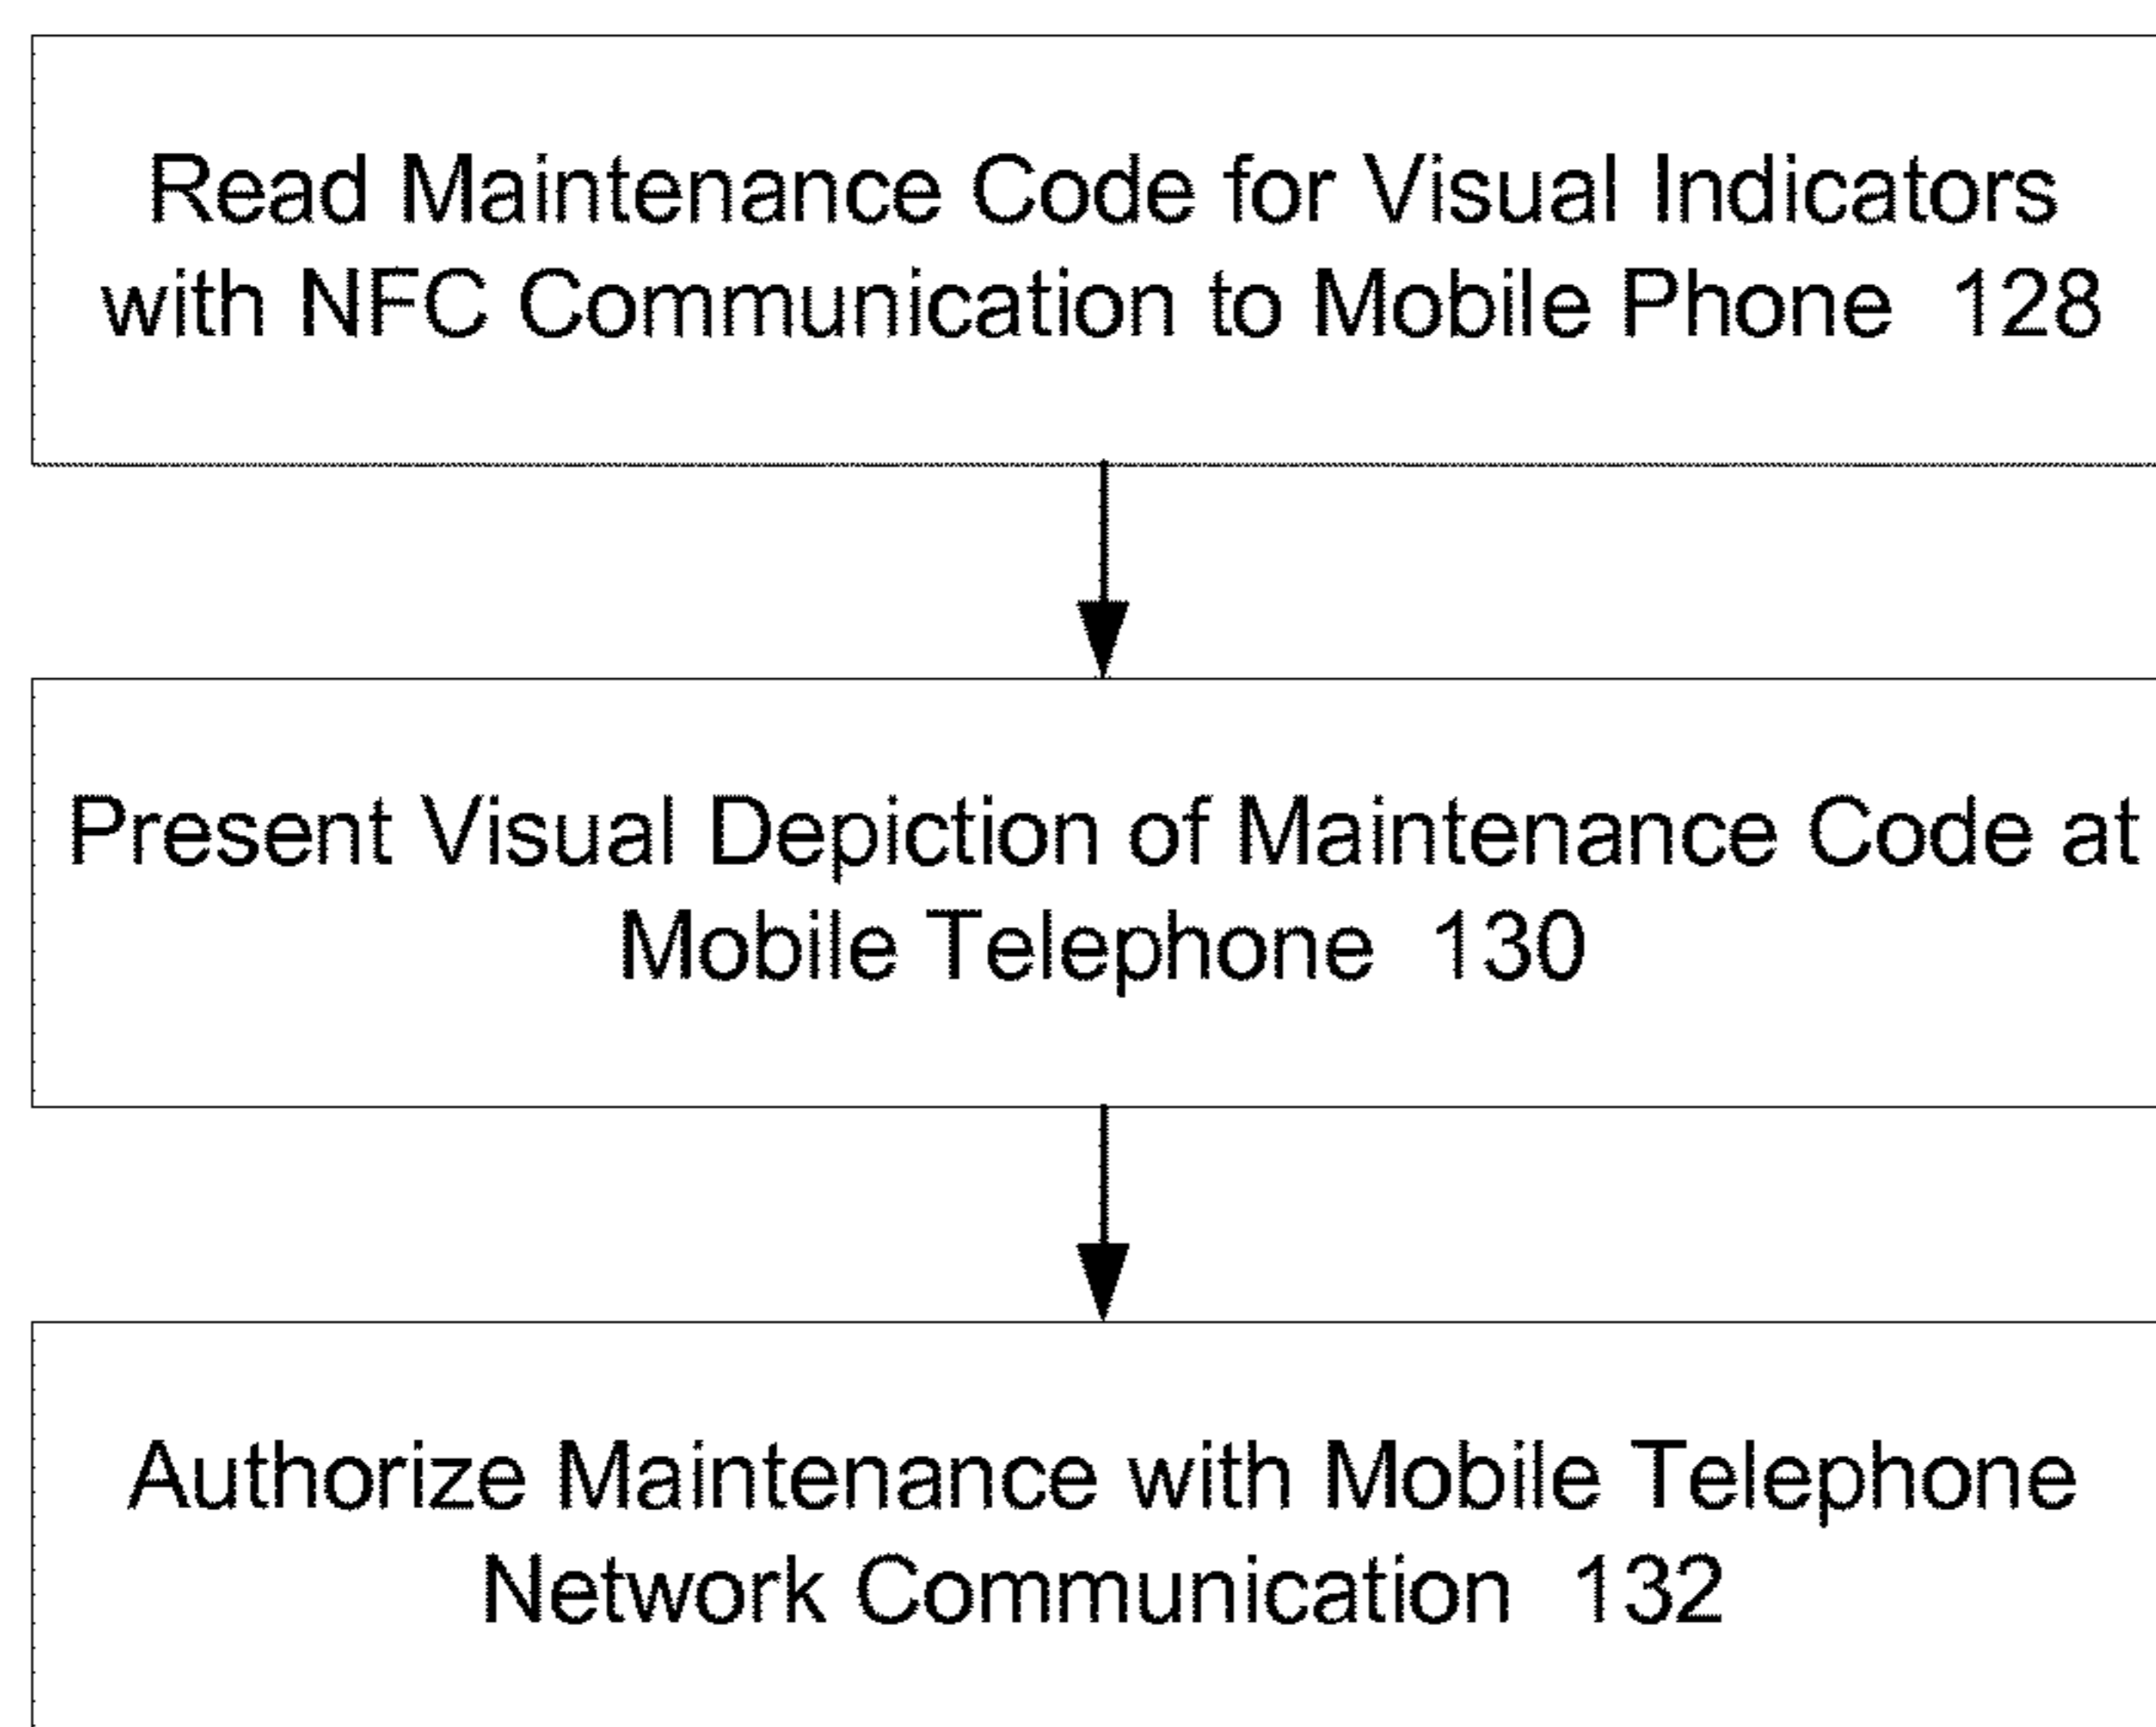 Read Maintenance Code for Visual Indicators
with NFC Communication to Mobile Phone 128
Present Visual Depiction of Maintenance Code at
Mobile Telephone 130
Authorize Maintenance with Mobile Telephone
Network Communication 132